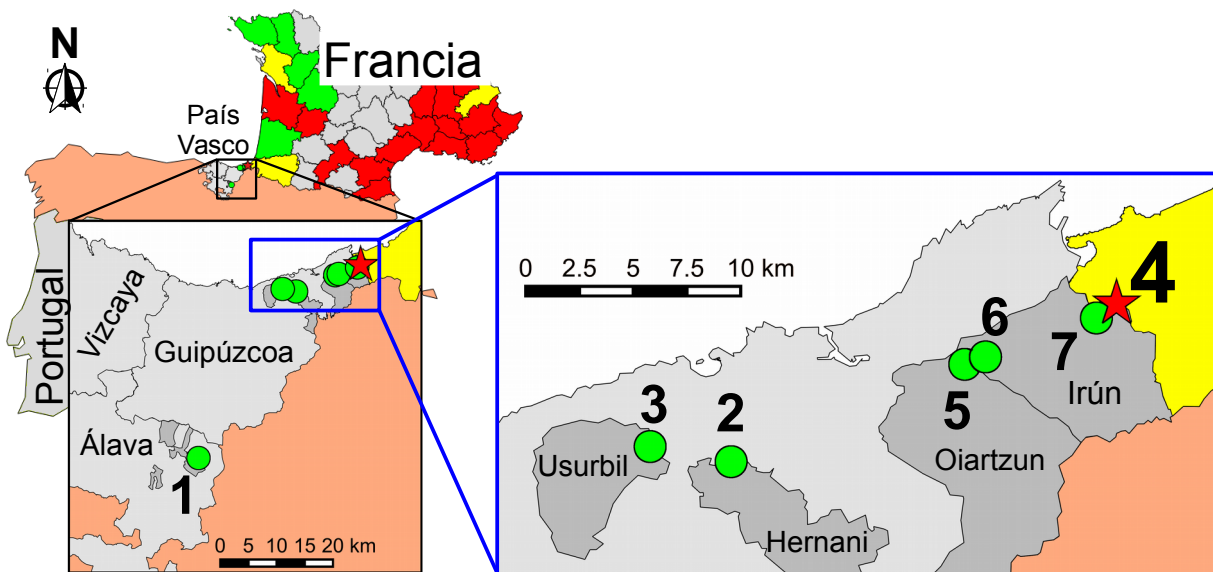 N
Francia
País
Vasco
Portugal
Vizcaya
Guipúzcoa
Álava
1
0 5 10 15 20 km
0 2.5 5 7.5 10 km
4
6
7
Irún
3
2
5
Usurbil
Oiartzun
Hernani